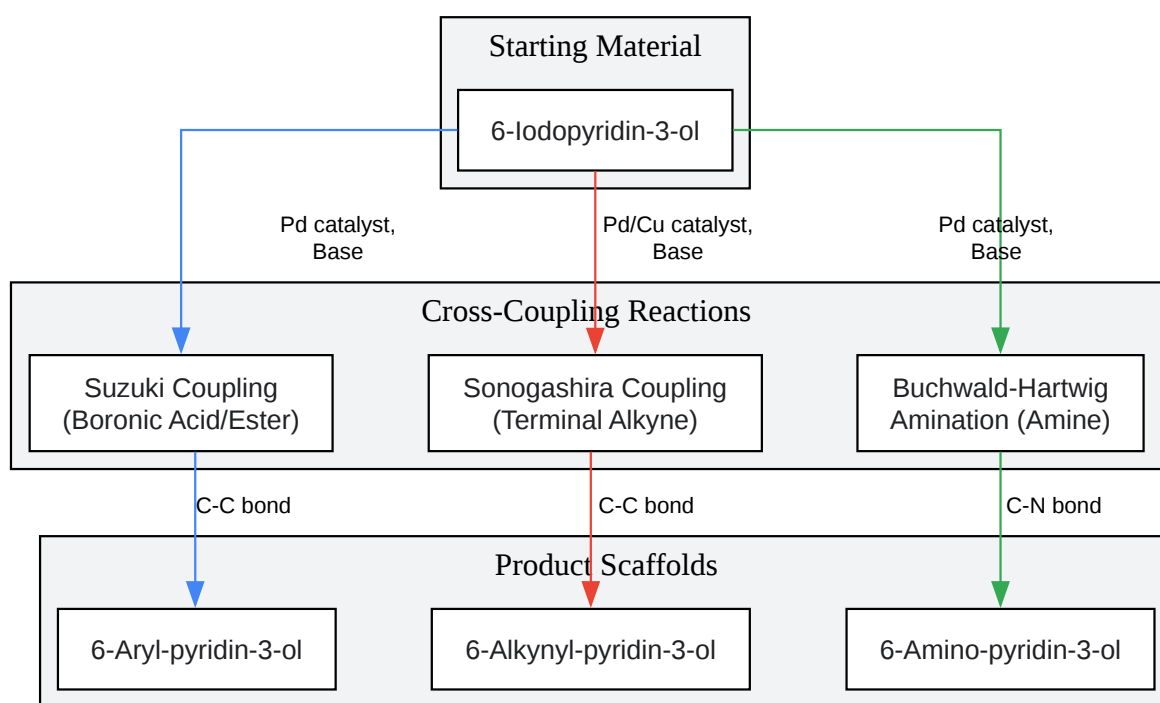 Starting Material
6-Iodopyridin-3-ol
Pd catalyst,
Base
Pd/Cu catalyst,
Base
Pd catalyst,
Base
Cross-Coupling Reactions
Suzuki Coupling
(Boronic Acid/Ester)
Sonogashira Coupling
(Terminal Alkyne)
Buchwald-Hartwig
Amination (Amine)
C-C bond
C-C bond
C-N bond
Product Scaffolds
6-Aryl-pyridin-3-ol
6-Alkynyl-pyridin-3-ol
6-Amino-pyridin-3-ol